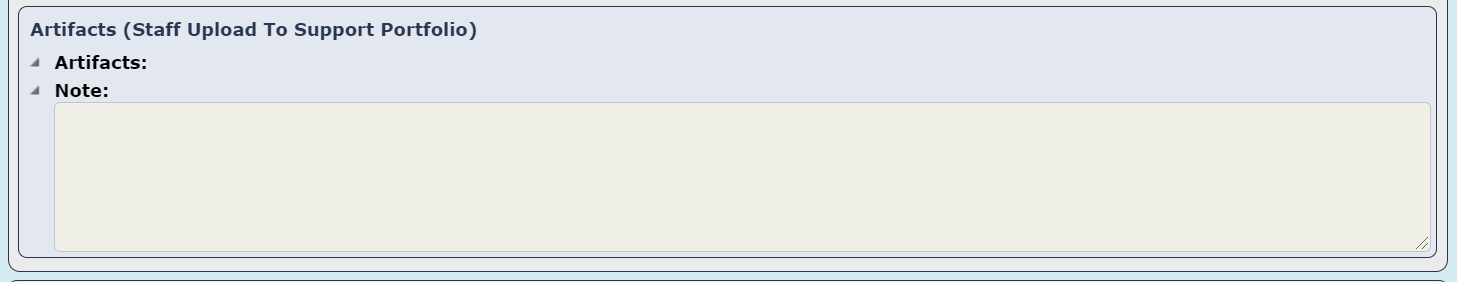 Artifacts (Staff Upload To Support Portfolio)
Artifacts:
Note: